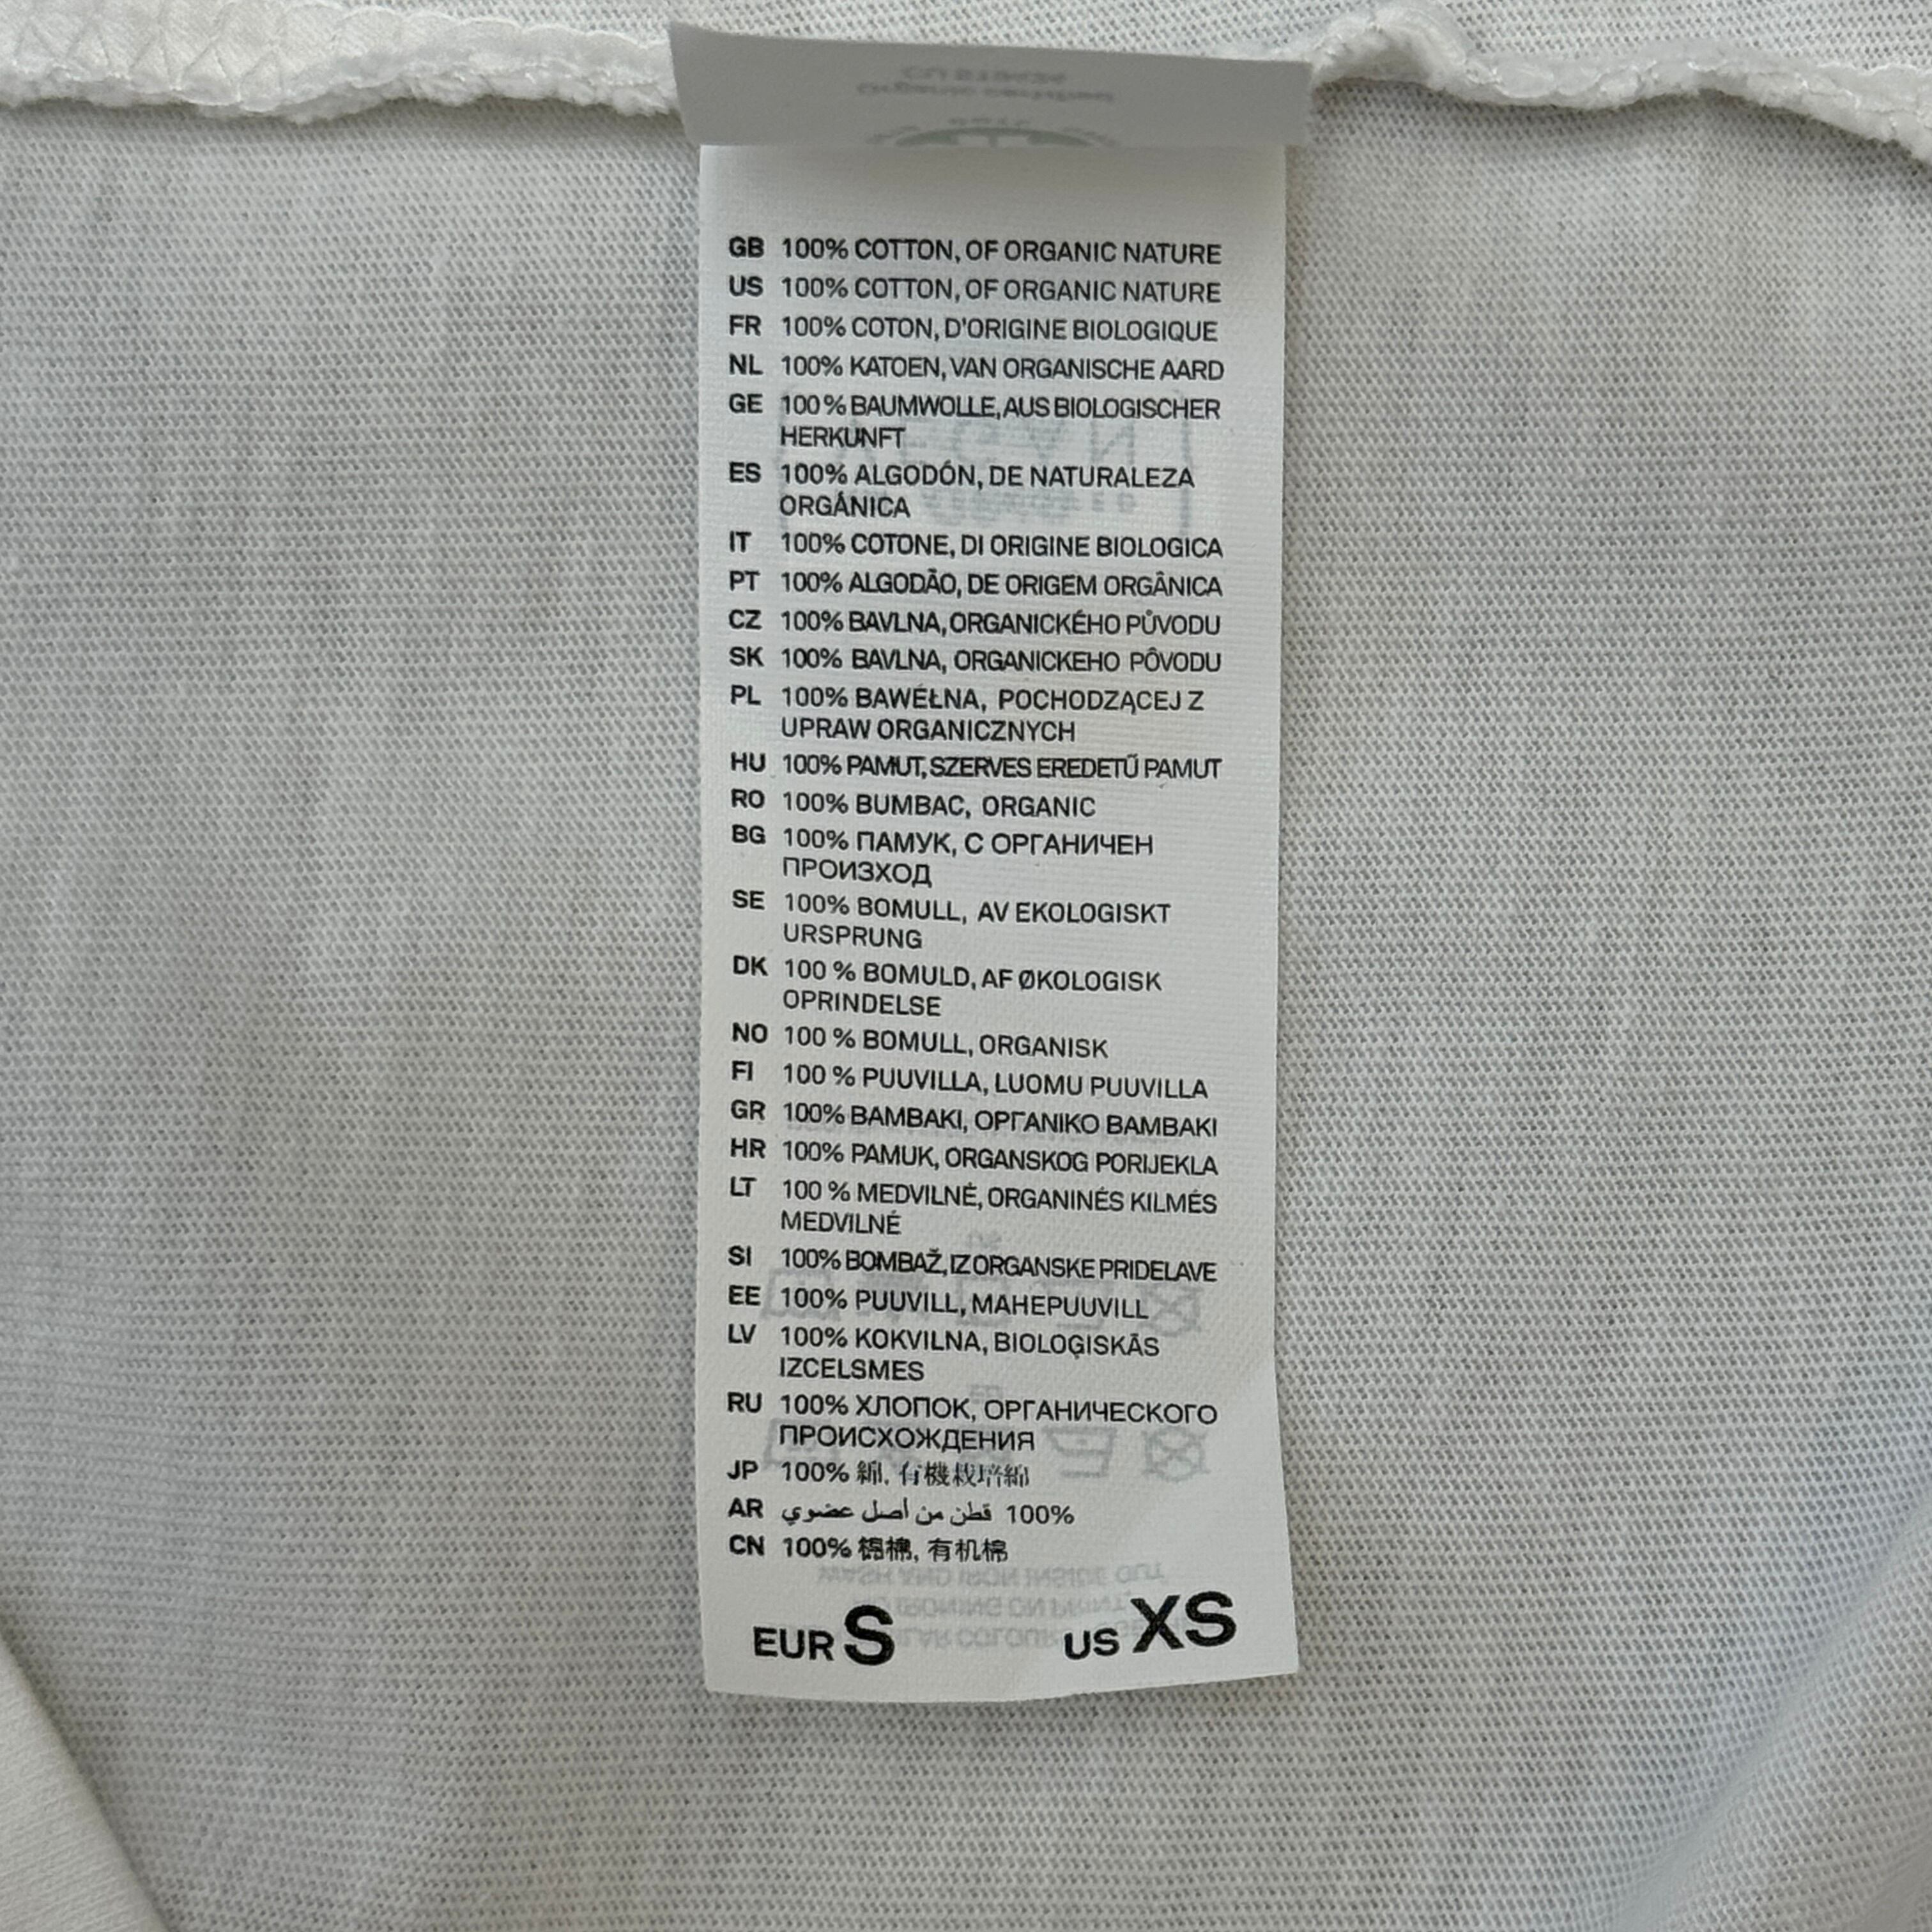 GB 100% COTTON, OF ORGANIC NATURE
US 100% COTTON, OF ORGANIC NATURE
FR 100% COTON, D'ORIGINE BIOLOGIQUE
NL 100% KATOEN, VAN ORGANISCHE AARD
GE 100 % BAUMWOLLE, AUS BIOLOGISCHER
HERKUNFT
ES 100% ALGODÓN, DE NATURALEZA
ORGÁNICA
IT 100% COTONE, DI ORIGINE BIOLOGICA
PT 100% ALGODÃO, DE ORIGEM ORGÂNICA
CZ 100% BAVLNA, ORGANICKÉHO PŮVODU
SK 100% BAVLNA, ORGANICKEHO PÔVODU
PL 100% BAWEŁNA, POCHODZĄCEJ Z
UPRAW ORGANICZNYCH
HU 100% PAMUT, SZERVES EREDETŰ PAMUT
RO 100% BUMBAC, ORGANIC
BG 100% ПАМУК, С ОРГАНИЧЕН
ПРОИЗХОД
SE 100% BOMULL, AV EKOLOGISKT
URSPRUNG
DK 100 % BOMULD, AF ØKOLOGISK
OPRINDELSE
NO 100 % BOMULL, ORGANISK
FI 100 % PUUVILLA, LUOMU PUUVILLA
GR 100% BAMBAKI, ΟΡΓΑΝΙΚΟ BAMBAKI
HR 100% PAMUK, ORGANSKOG PORIJEKLA
LT 100 % MEDVILNĖ, ORGANINĖS KILMĖS
MEDVILNĖ
SI 100% BOMBAŽ, IZ ORGANSKE PRIDELAVE
EE 100% PUUVILL, MAHEPUUVILL
LV 100% KOKVILNA, BIOLOĢISKĀS
IZCELSMES
RU 100% ХЛОПОК, ОРГАНИЧЕСКОГО
ПРОИСХОЖДЕНИЯ
JP 100% 綿, 有機栽培綿
AR 100% قطن من أصل عضوي
CN 100% 有机棉
EUR S US XS
WASH AND IRON INSIDE OUT